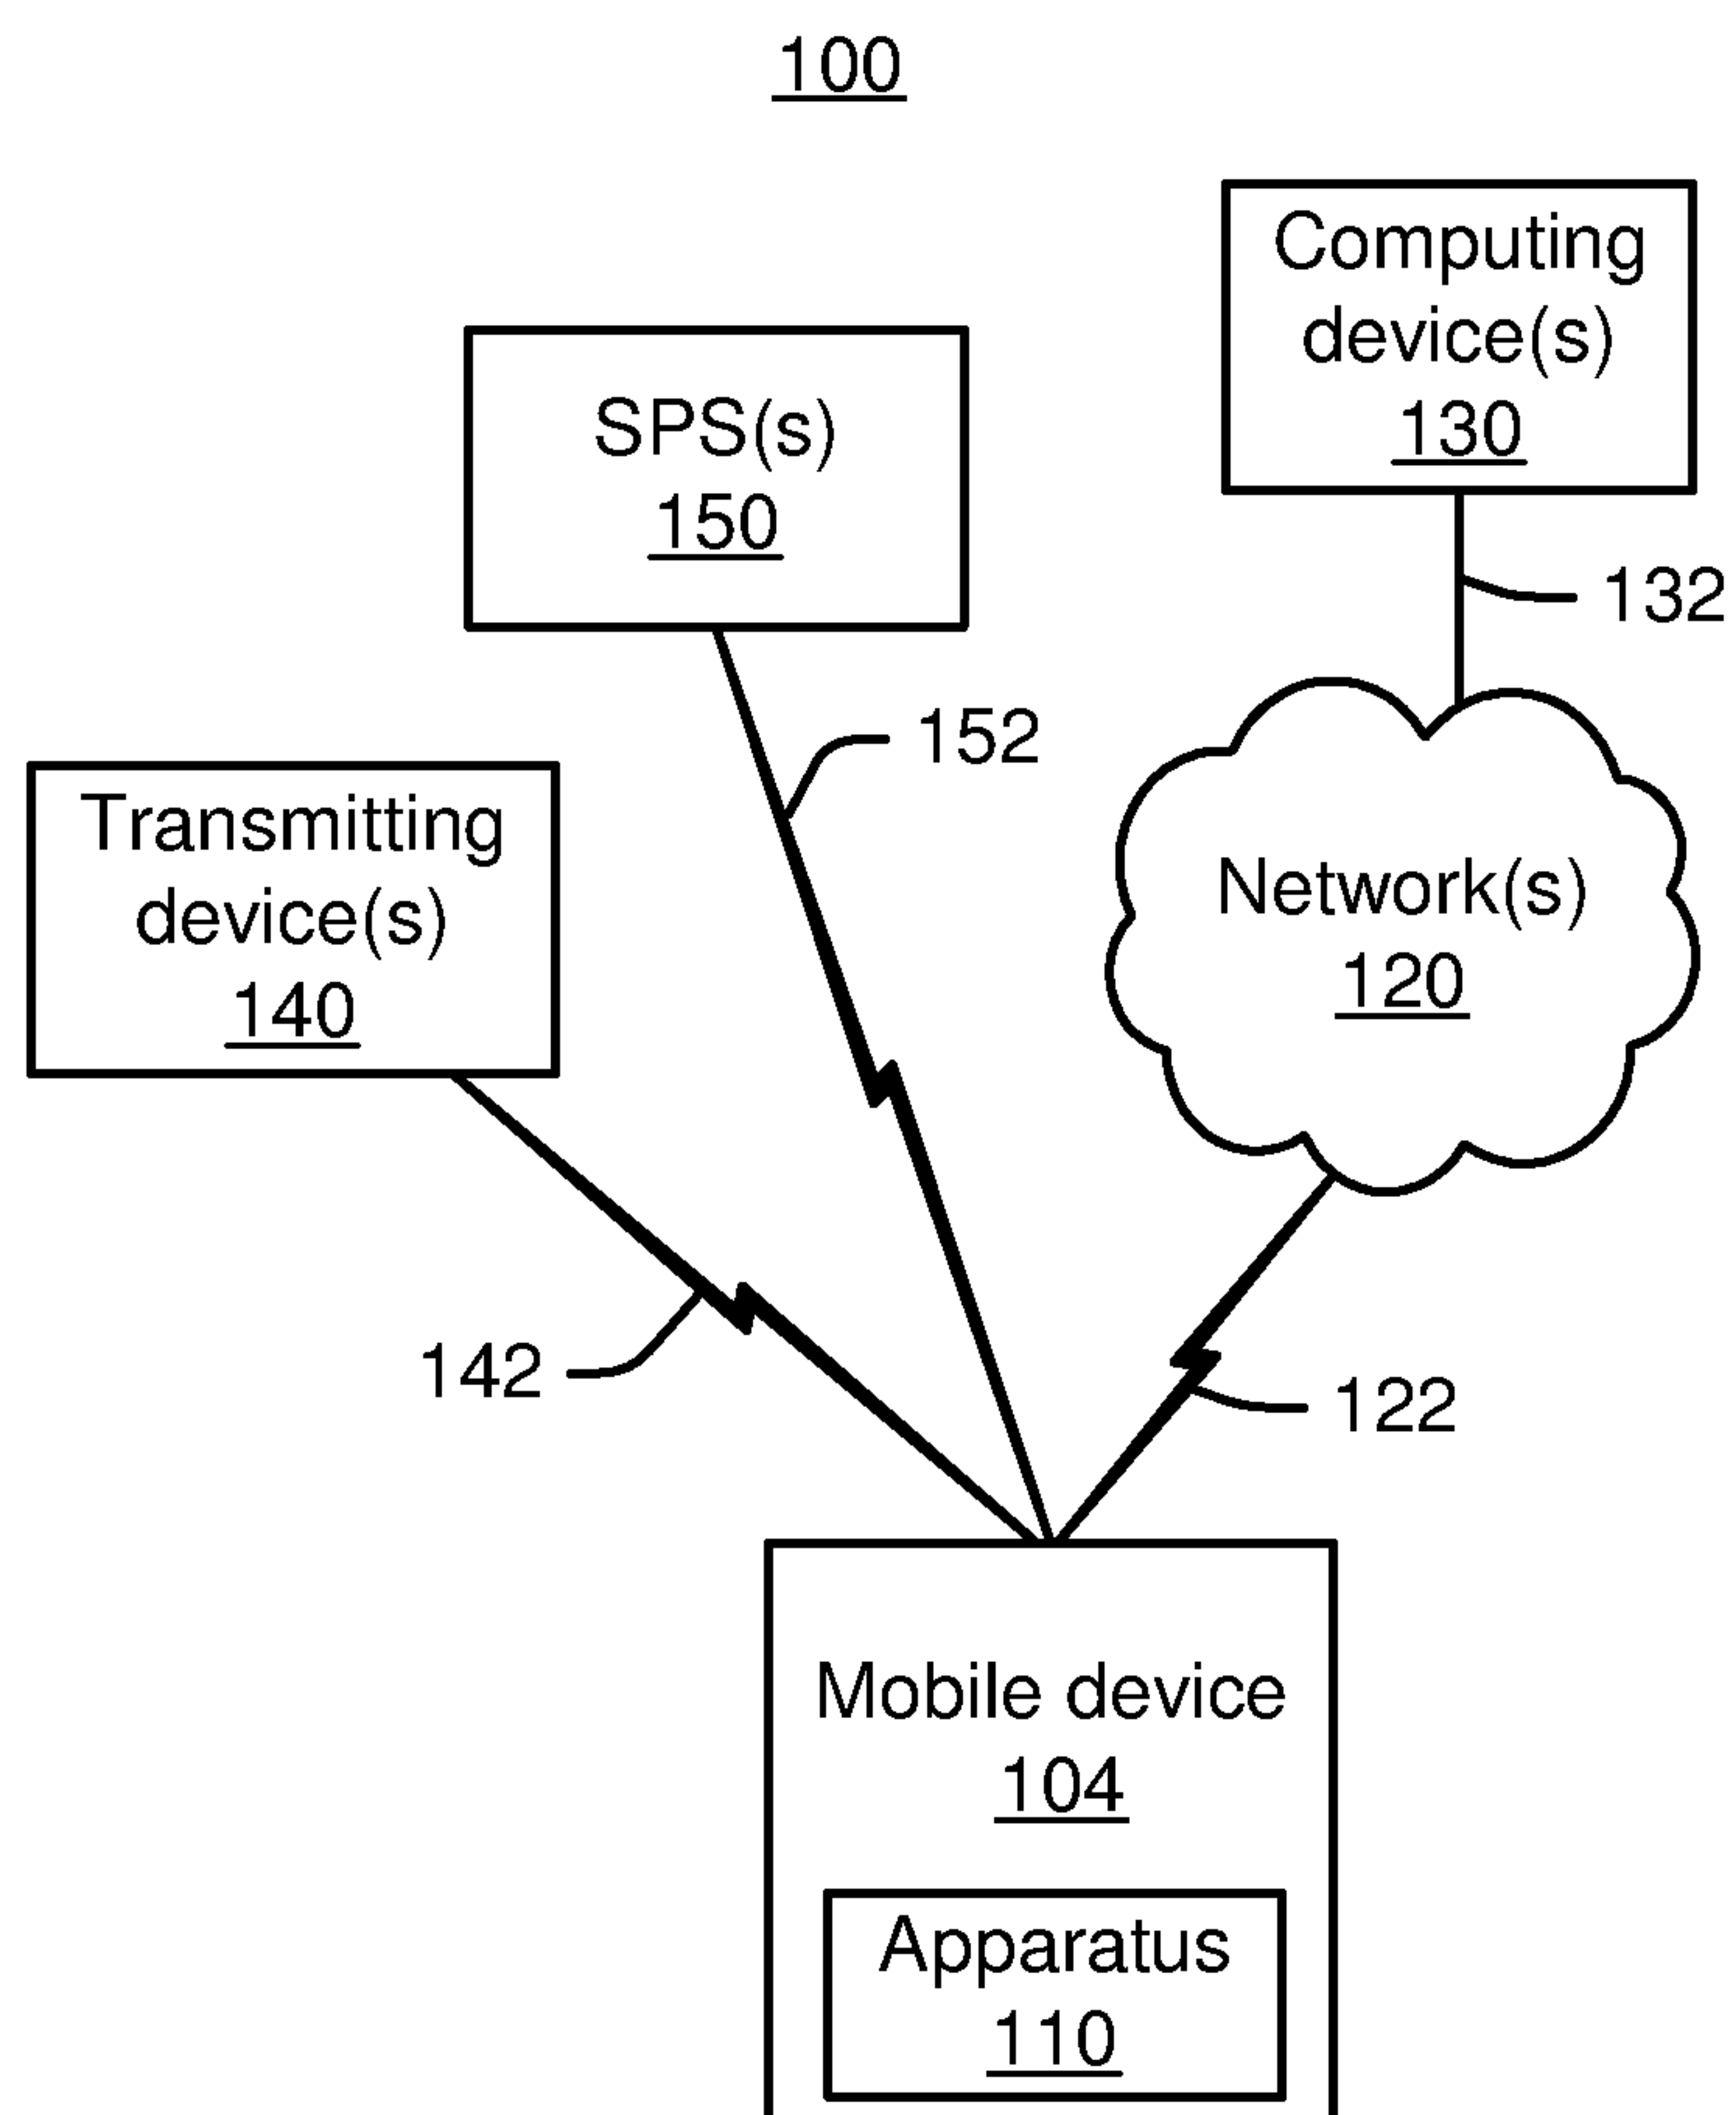 100
Computing
device(s)
130
SPS(s)
150
132
152
Transmitting
device(s)
140
Network(s)
120
142
122
Mobile device
104
Apparatus
110